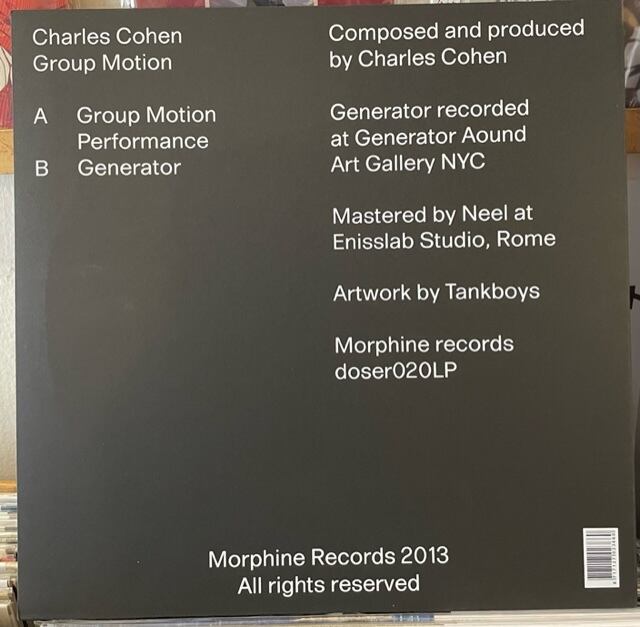 Charles Cohen
Group Motion
A Group Motion
Performance
B Generator
Composed and produced
by Charles Cohen
Generator recorded
at Generator Aound
Art Gallery NYC
Mastered by Neel at
Enisslab Studio, Rome
Artwork by Tankboys
Morphine records
doser020LP
Morphine Records 2013
All rights reserved